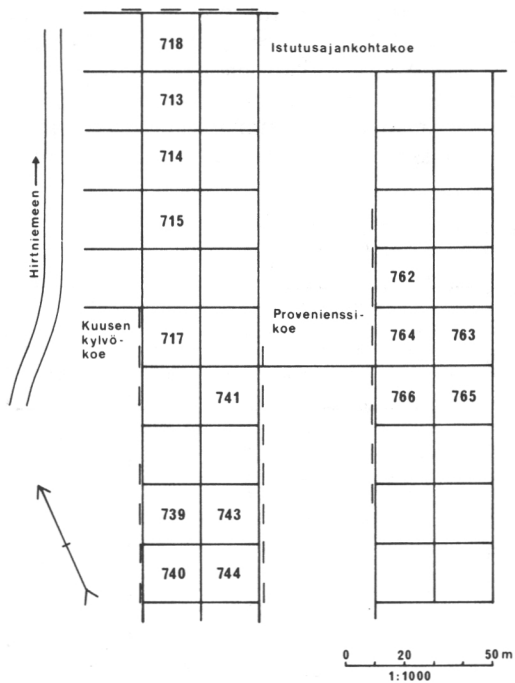 718
Istutusajankohtakoe
713
714
Hirtniemeen
715
762
Kuusen
kylvö-
koe
717
Provenienssi-
koe
764 763
741
766 765
739 743
740 744
0 20 50 m
1:1000